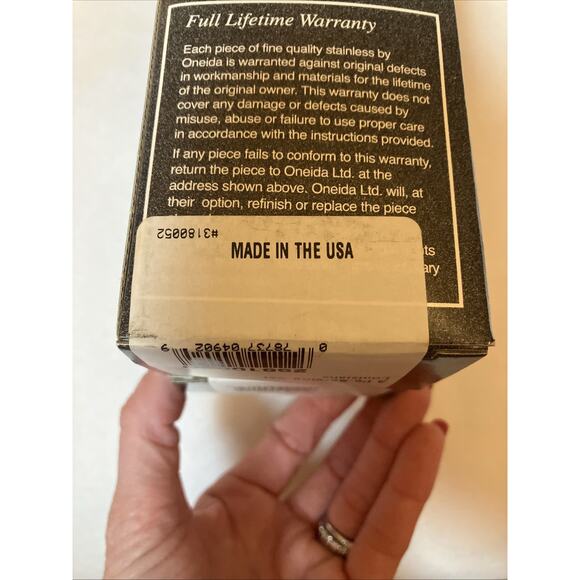 Full Lifetime Warranty
Each piece of fine quality stainless by
Oneida is warranted against original defects
in workmanship and materials for the lifetime
of the original owner. This warranty does not
cover any damage or defects caused by
misuse, abuse or failure to use proper care
in accordance with the instructions provided.
If any piece fails to conform to this warranty,
return the piece to Oneida Ltd. at the
address shown above. Oneida Ltd. will, at
their option, refinish or replace the piece
#3180052
MADE IN THE USA
0 78737 04902 9